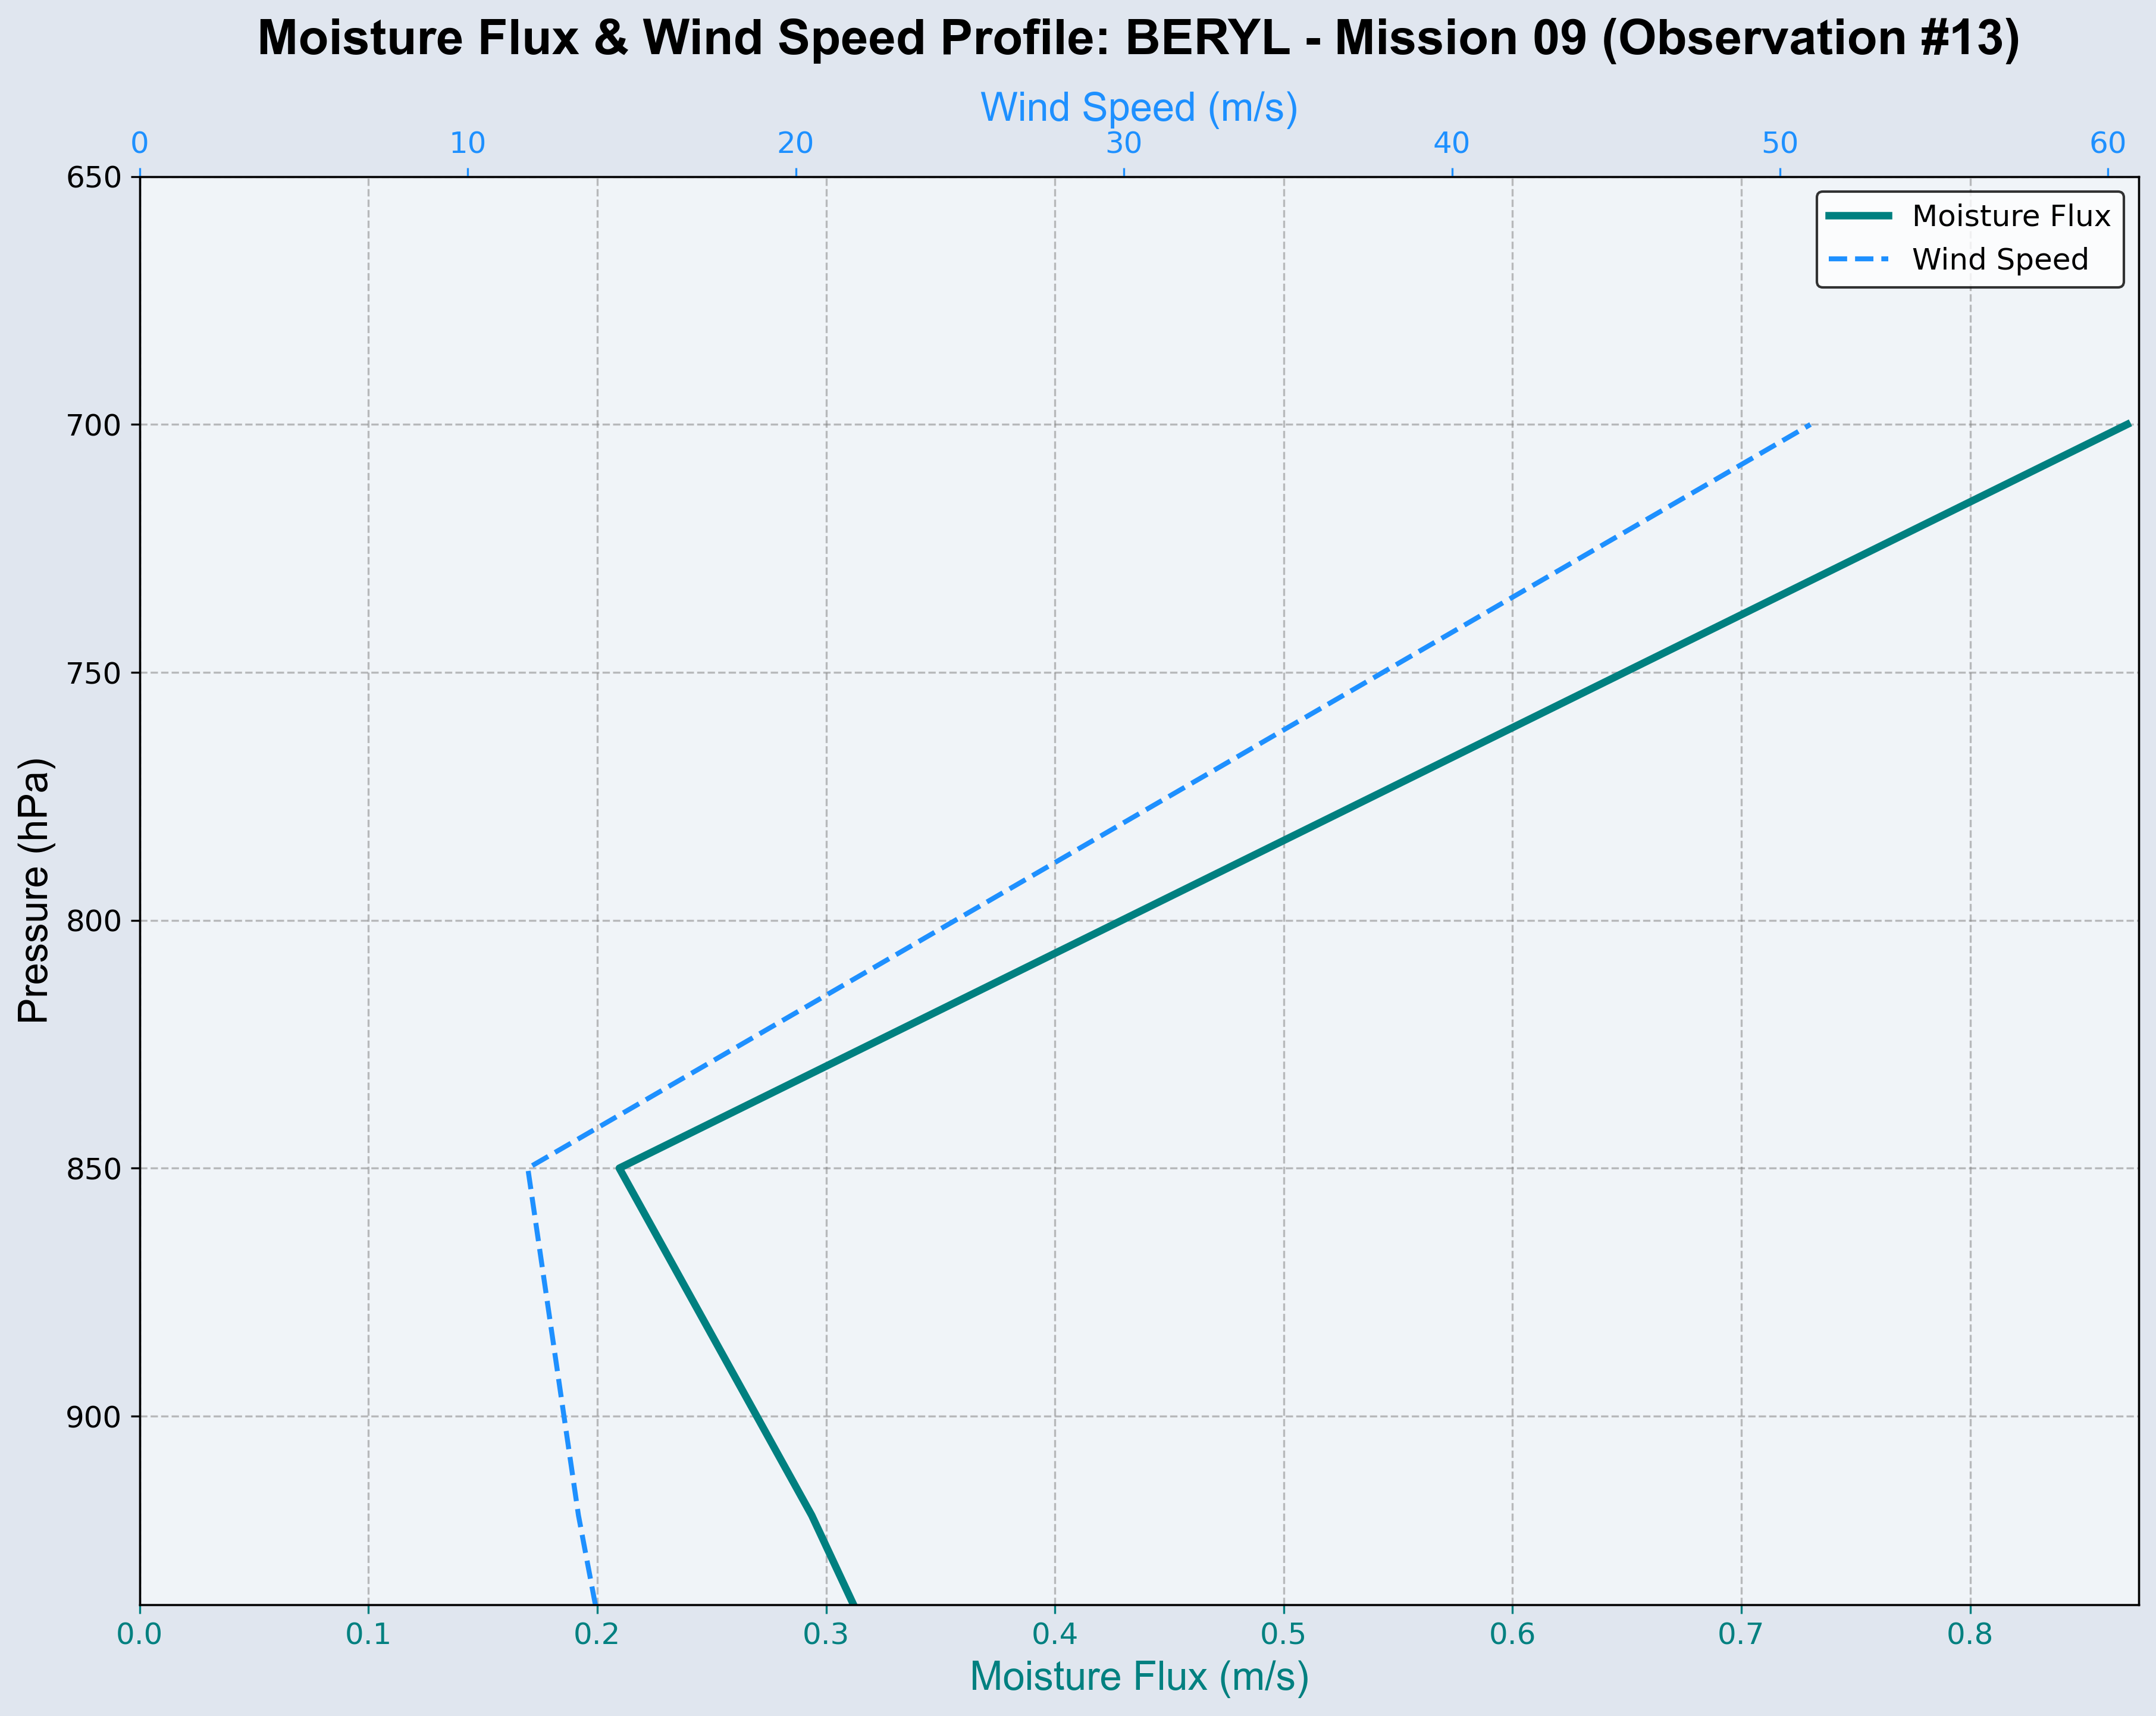 Moisture Flux & Wind Speed Profile: BERYL - Mission 09 (Observation #13)
Wind Speed (m/s)
0 10 20 30 40 50 60
Moisture Flux
Wind Speed
Pressure (hPa)
650
700
750
800
850
900
0.0 0.1 0.2 0.3 0.4 0.5 0.6 0.7 0.8
Moisture Flux (m/s)